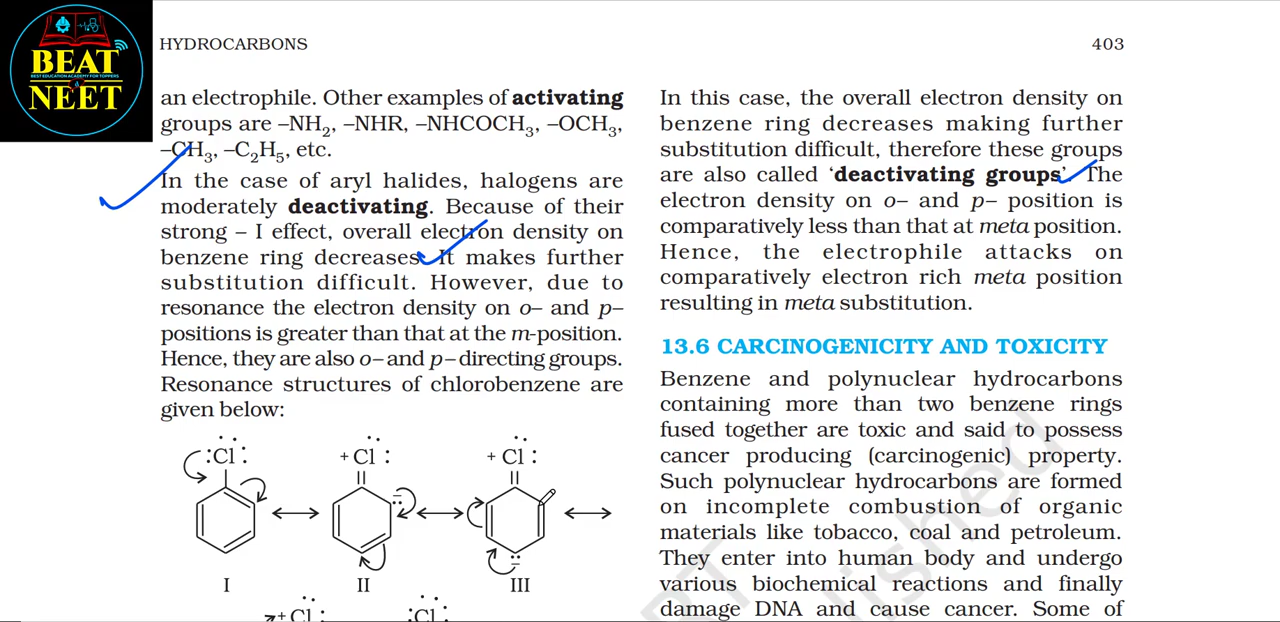 BEAT
BEST EDUCATION ACADEMY FOR TOPPERS
NEET
HYDROCARBONS
403
an electrophile. Other examples of activating
groups are –NH₂, –NHR, –NHCOCH₃, –OCH₃,
–CH₃, –C₂H₅, etc.
In the case of aryl halides, halogens are
moderately deactivating. Because of their
strong – I effect, overall electron density on
benzene ring decreases. It makes further
substitution difficult. However, due to
resonance the electron density on o– and p–
positions is greater than that at the m-position.
Hence, they are also o– and p– directing groups.
Resonance structures of chlorobenzene are
given below:
:Cl: + Cl : + Cl :
I II III
+ Cl : :Cl:
In this case, the overall electron density on
benzene ring decreases making further
substitution difficult, therefore these groups
are also called ‘deactivating groups’. The
electron density on o– and p– position is
comparatively less than that at meta position.
Hence, the electrophile attacks on
comparatively electron rich meta position
resulting in meta substitution.
13.6 CARCINOGENICITY AND TOXICITY
Benzene and polynuclear hydrocarbons
containing more than two benzene rings
fused together are toxic and said to possess
cancer producing (carcinogenic) property.
Such polynuclear hydrocarbons are formed
on incomplete combustion of organic
materials like tobacco, coal and petroleum.
They enter into human body and undergo
various biochemical reactions and finally
damage DNA and cause cancer. Some of